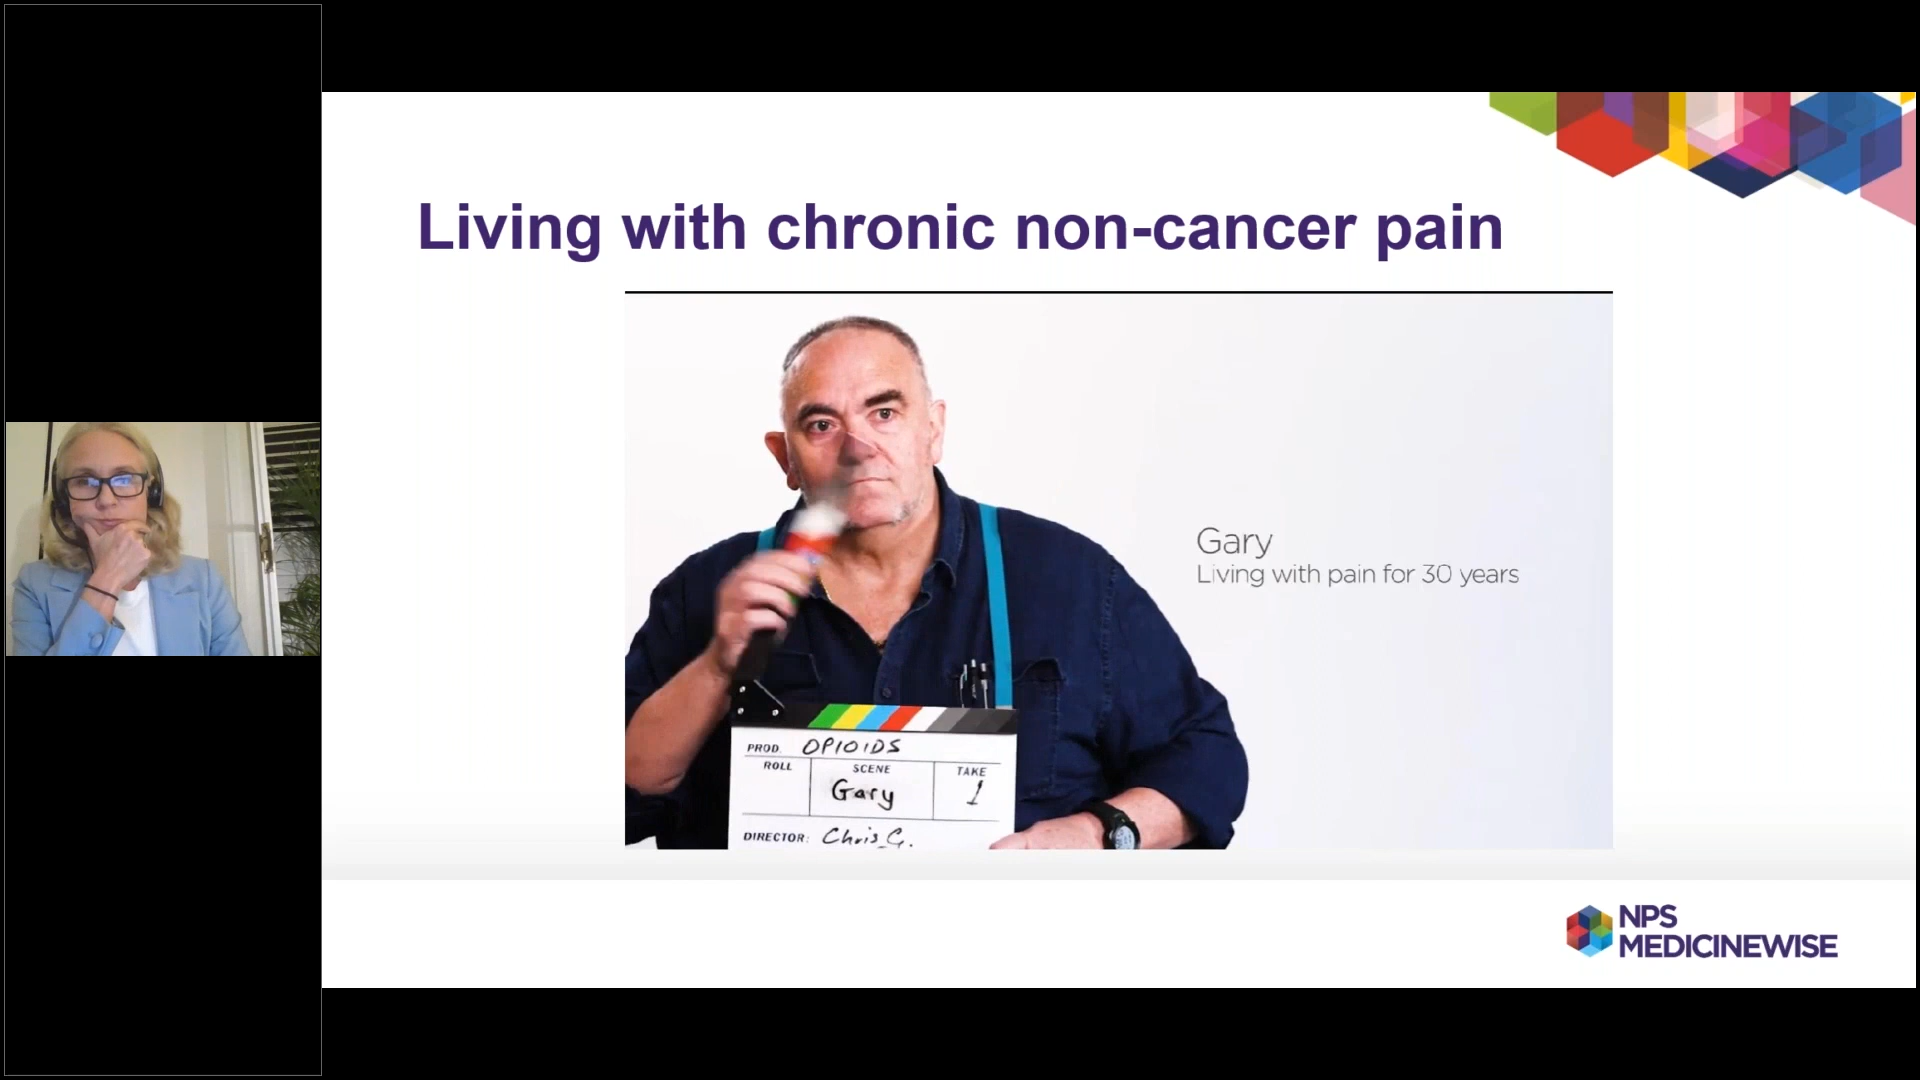 Living with chronic non-cancer pain
Gary
Living with pain for 30 years
PROD. OPIOIDS
ROLL SCENE TAKE
Gary 1
DIRECTOR: Chris G.
NPS
MEDICINEWISE